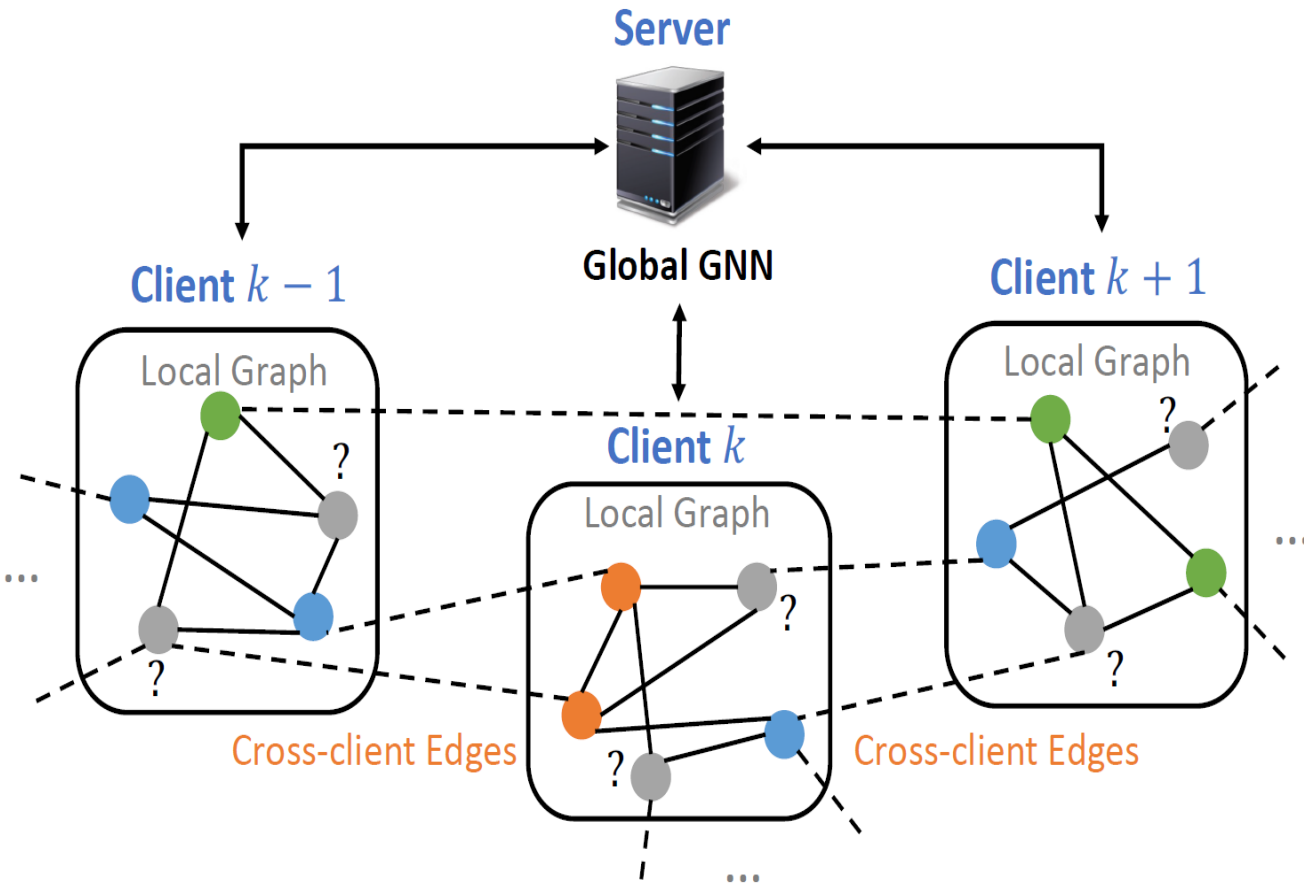 Server
Global GNN
Client k − 1
Client k + 1
Local Graph
Local Graph
?
?
Client k
Local Graph
...
...
?
?
?
?
Cross-client Edges
Cross-client Edges
...